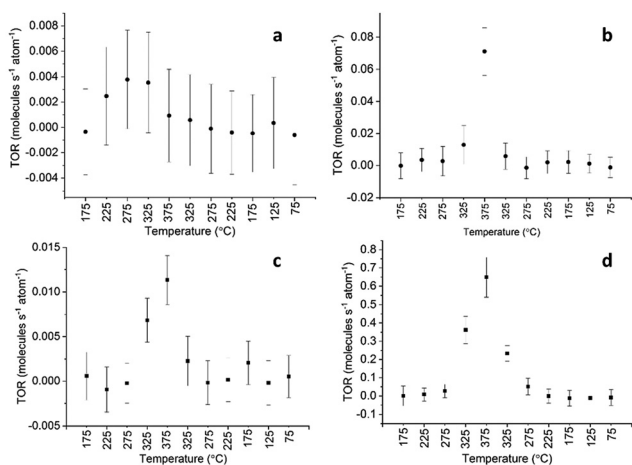 a
TOR (molecules s⁻¹ atom⁻¹)
0.008
0.006
0.004
0.002
0.000
-0.002
-0.004
175 225 275 325 375 325 275 225 175 125 75
Temperature (°C)
b
TOR (molecules s⁻¹ atom⁻¹)
0.08
0.06
0.04
0.02
0.00
-0.02
175 225 275 325 375 325 275 225 175 125 75
Temperature (°C)
c
TOR (molecules s⁻¹ atom⁻¹)
0.015
0.010
0.005
0.000
-0.005
175 225 275 325 375 325 275 225 175 125 75
Temperature (°C)
d
TOR (molecules s⁻¹ atom⁻¹)
0.8
0.7
0.6
0.5
0.4
0.3
0.2
0.1
0.0
-0.1
175 225 275 325 375 325 275 225 175 125 75
Temperature (°C)